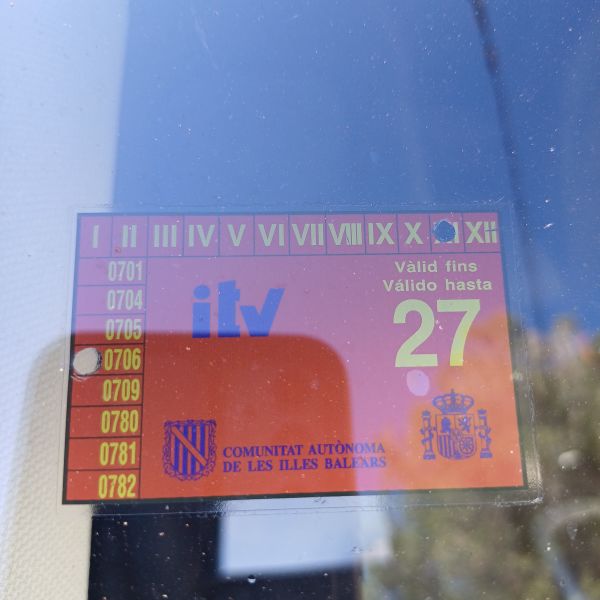 I II III IV V VI VII VIII IX X XII
0701
0704
0705
0706
0709
0780
0781
0782
itv
Vàlid fins
Válido hasta
27
COMUNITAT AUTÒNOMA
DE LES ILLES BALEARS